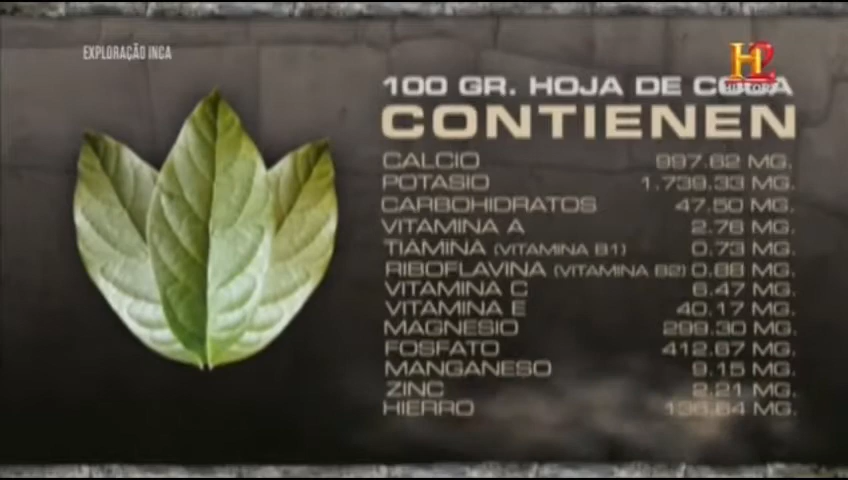 EXPLORAÇÃO INCA
H2
HISTORY
100 GR. HOJA DE COCA
CONTIENEN
CALCIO 997.62 MG.
POTASIO 1.739.33 MG.
CARBOHIDRATOS 47.50 MG.
VITAMINA A 2.76 MG.
TIAMINA (VITAMINA B1) 0.73 MG.
RIBOFLAVINA (VITAMINA B2) 0.88 MG.
VITAMINA C 6.47 MG.
VITAMINA E 40.17 MG.
MAGNESIO 299.30 MG.
FOSFATO 412.67 MG.
MANGANESO 9.15 MG.
ZINC 2.21 MG.
HIERRO 136.64 MG.